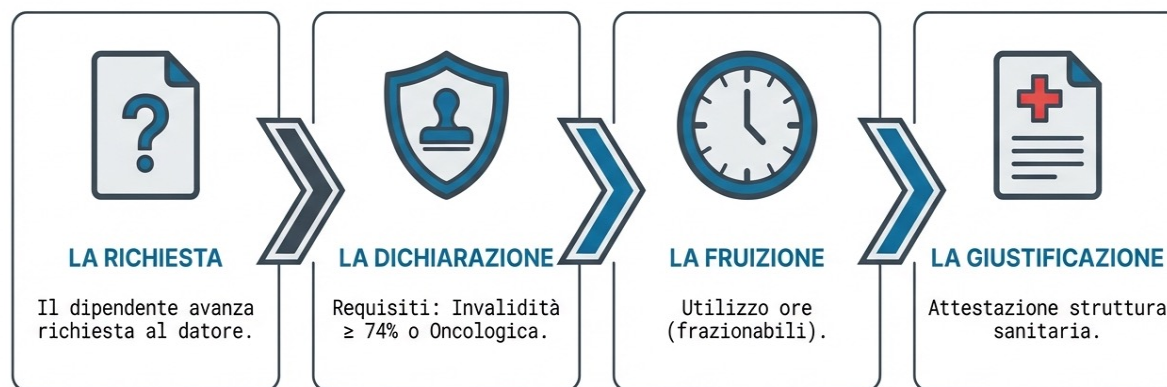 LA RICHIESTA
Il dipendente avanza
richiesta al datore.
LA DICHIARAZIONE
Requisiti: Invalidità
≥ 74% o Oncologica.
LA FRUIZIONE
Utilizzo ore
(frazionabili).
LA GIUSTIFICAZIONE
Attestazione struttura
sanitaria.